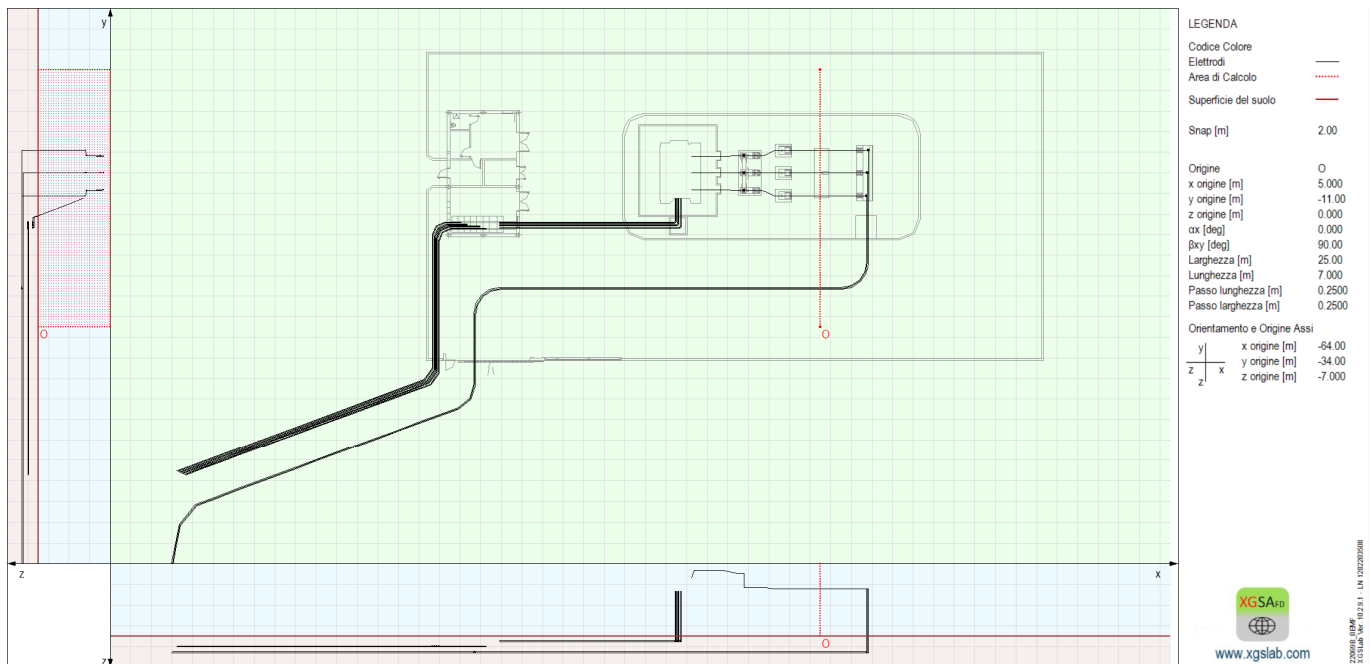 y
LEGENDA
Codice Colore
Elettrodi
Area di Calcolo
Superficie del suolo
Snap [m] 2.00
Origine O
x origine [m] 5.000
y origine [m] -11.00
z origine [m] 0.000
αx [deg] 0.000
βxy [deg] 90.00
Larghezza [m] 25.00
Lunghezza [m] 7.000
Passo lunghezza [m] 0.2500
Passo larghezza [m] 0.2500
O
O
Orientamento e Origine Assi
y x origine [m] -64.00
z x y origine [m] -34.00
z z origine [m] -7.000
z
x
XGSAFD
O
z
www.xgslab.com